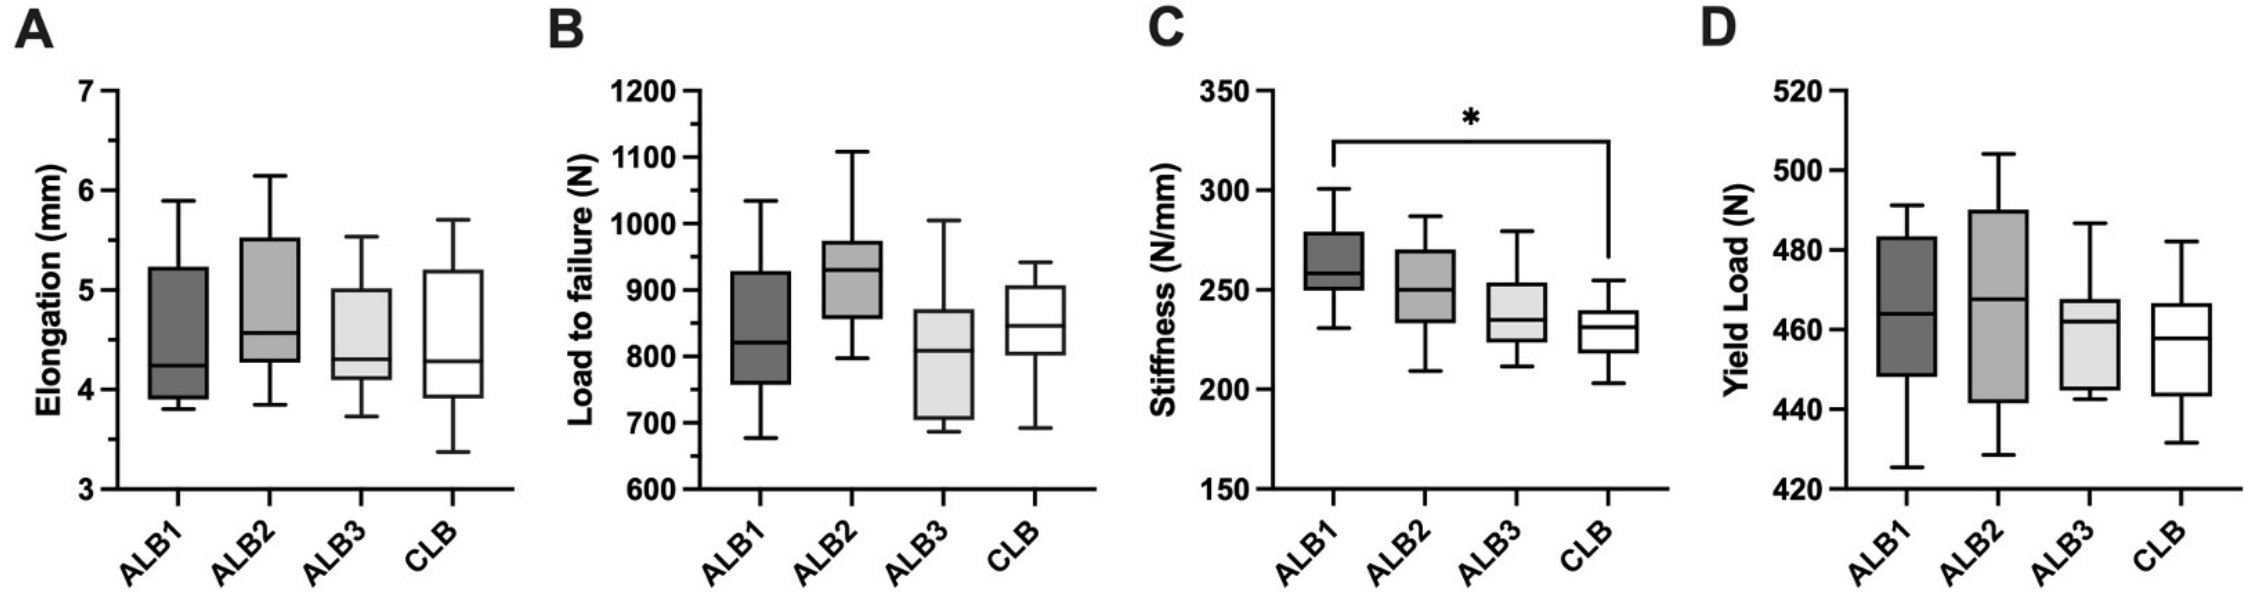 A
Elongation (mm)
7
6
5
4
3
ALB1
ALB2
ALB3
CLB
B
Load to failure (N)
1200
1100
1000
900
800
700
600
ALB1
ALB2
ALB3
CLB
C
Stiffness (N/mm)
350
300
250
200
150
*
ALB1
ALB2
ALB3
CLB
D
Yield Load (N)
520
500
480
460
440
420
ALB1
ALB2
ALB3
CLB